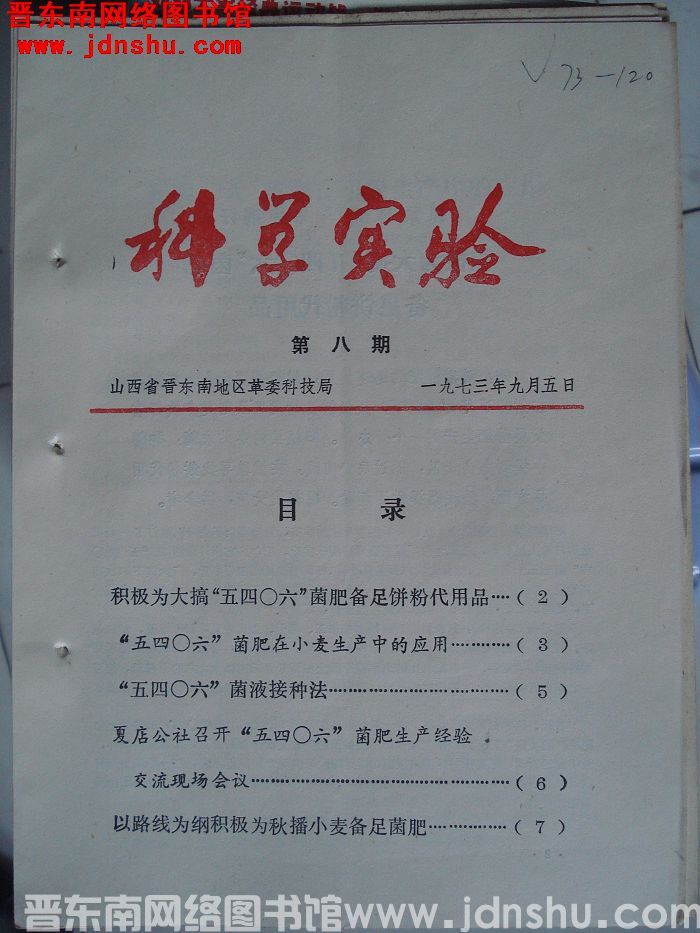 晋东南网络图书馆
www.jdnshu.com
√ 73-120
科学实验
第八期
山西省晋东南地区革委科技局 一九七三年九月五日
目录
积极为大搞“五四〇六”菌肥备足饼粉代用品····(2)
“五四〇六”菌肥在小麦生产中的应用············(3)
“五四〇六”菌液接种法····································(5)
夏店公社召开“五四〇六”菌肥生产经验
交流现场会议····················································(6)
以路线为纲积极为秋播小麦备足菌肥················(7)
晋东南网络图书馆www.jdnshu.com